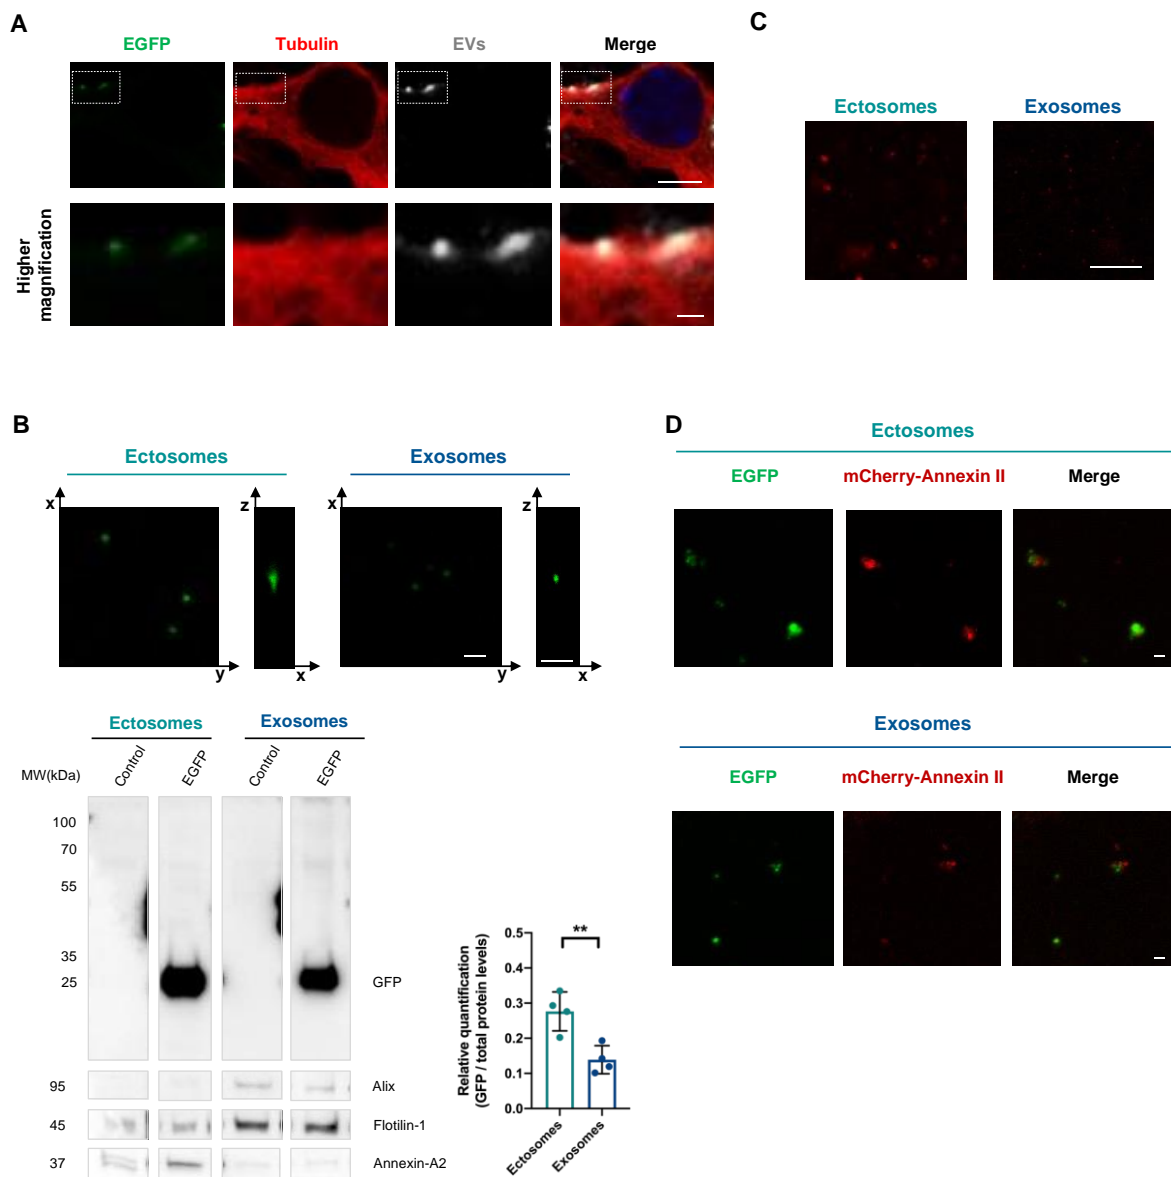 A
EGFP
Tubulin
EVs
Merge
Higher
magnification
C
Ectosomes
Exosomes
B
Ectosomes
Exosomes
x
z
x
z
y
x
y
x
Ectosomes
Exosomes
MW(kDa)
Control
EGFP
Control
EGFP
100
70
55
35
25
GFP
95
Alix
45
Flotilin-1
37
Annexin-A2
Relative quantification
(GFP / total protein levels)
0.5
0.4
0.3
0.2
0.1
0.0
**
Ectosomes
Exosomes
D
Ectosomes
EGFP
mCherry-Annexin II
Merge
Exosomes
EGFP
mCherry-Annexin II
Merge